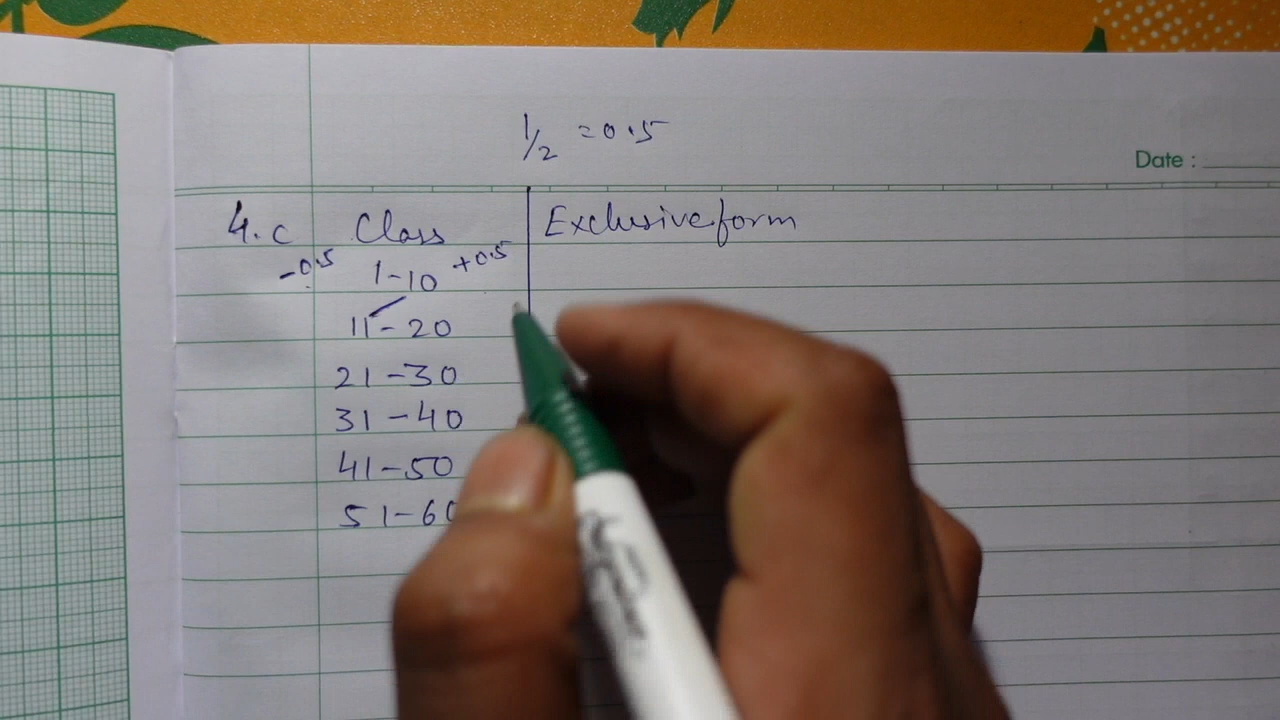 1/2 = 0.5
Date :
4. c Class Exclusive form
-0.5 1-10 +0.5
11-20
21-30
31-40
41-50
51-60